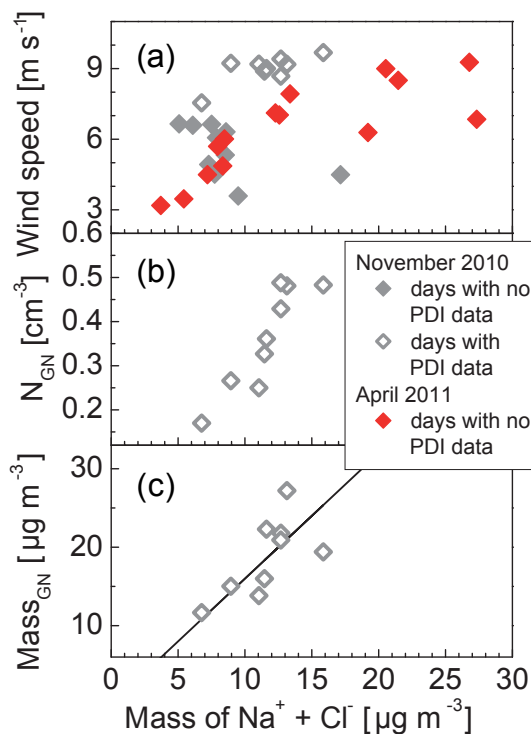 (a)
Wind speed [m s⁻¹]
9
6
3
0.6
(b)
N_GN [cm⁻³]
0.5
0.4
0.3
0.2
November 2010
days with no
PDI data
days with
PDI data
April 2011
days with no
PDI data
(c)
Mass_GN [µg m⁻³]
30
20
10
0 5 10 15 20 25 30
Mass of Na⁺ + Cl⁻ [µg m⁻³]